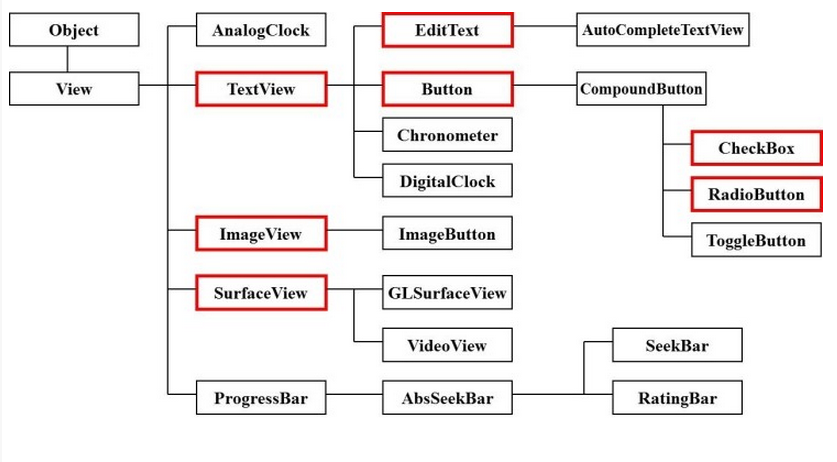 Object
AnalogClock
EditText
AutoCompleteTextView
View
TextView
Button
CompoundButton
Chronometer
CheckBox
DigitalClock
RadioButton
ImageView
ImageButton
ToggleButton
SurfaceView
GLSurfaceView
VideoView
SeekBar
ProgressBar
AbsSeekBar
RatingBar